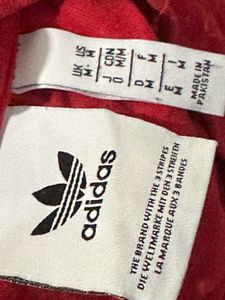 UK US
M M
J CON
O M/M
D F
M M
E I
M M
MADE IN
PAKISTAN
adidas
THE BRAND WITH THE 3 STRIPES
DIE WELTMARKE MIT DEN 3 STREIFEN
LA MARQUE AUX 3 BANDES